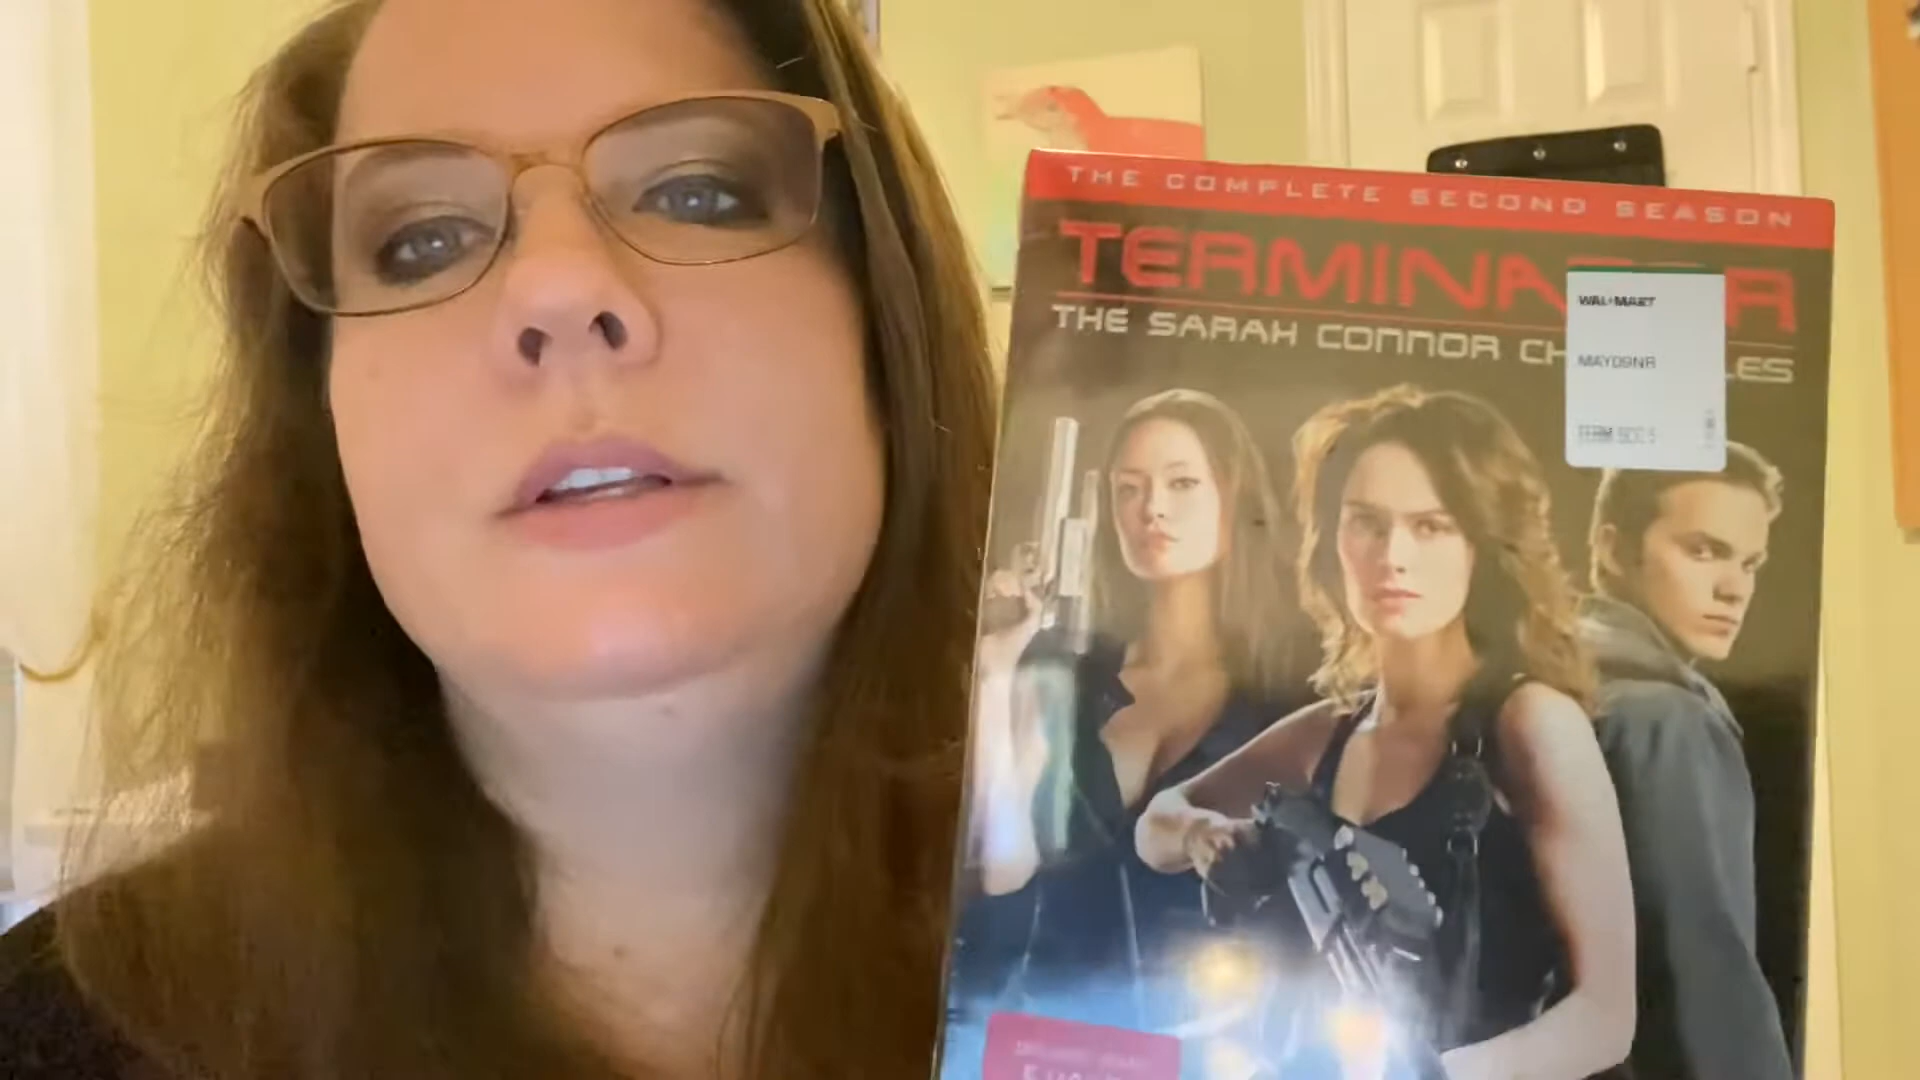 THE COMPLETE SECOND SEASON
TERMINA R
THE SARAH CONNOR CH LES
WAL-MART
MAY09NR